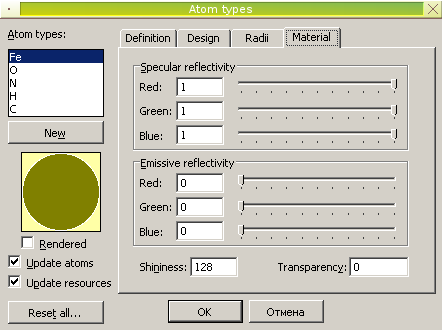 Atom types
Atom types:
Fe
O
N
H
C
New
Rendered
Update atoms
Update resources
Reset all...
Definition
Design
Radii
Material
Specular reflectivity
Red: 1
Green: 1
Blue: 1
Emissive reflectivity
Red: 0
Green: 0
Blue: 0
Shininess: 128
Transparency: 0
OK
Отмена